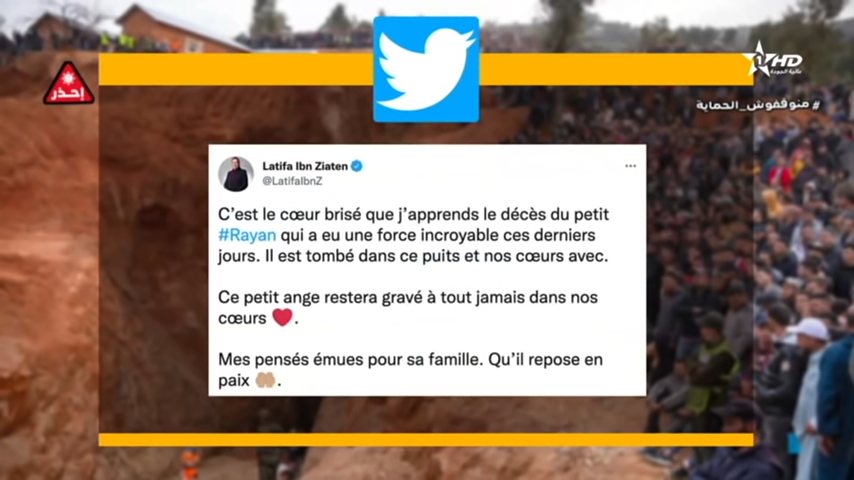 HD
عالية الجودة
إحذر
#منوقفوش_الحماية
Latifa Ibn Ziaten
@LatifaIbnZ
C'est le cœur brisé que j'apprends le décès du petit
#Rayan qui a eu une force incroyable ces derniers
jours. Il est tombé dans ce puits et nos cœurs avec.
Ce petit ange restera gravé à tout jamais dans nos
cœurs ❤️.
Mes pensés émues pour sa famille. Qu'il repose en
paix 🤲🏽.